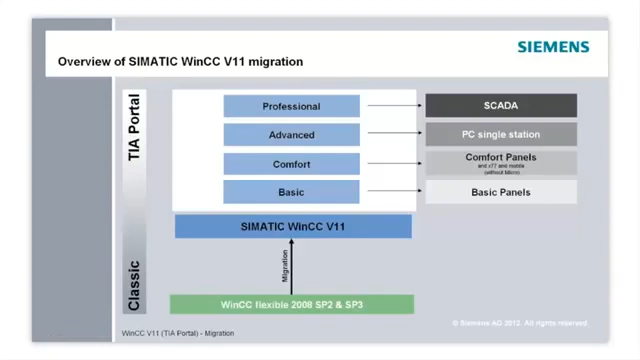 SIEMENS
Overview of SIMATIC WinCC V11 migration
TIA Portal
Classic
Professional
SCADA
Advanced
PC single station
Comfort
Comfort Panels
and x77 and mobile
(without Micro)
Basic
Basic Panels
SIMATIC WinCC V11
Migration
WinCC flexible 2008 SP2 & SP3
© Siemens AG 2012. All rights reserved.
WinCC V11 (TIA Portal) - Migration